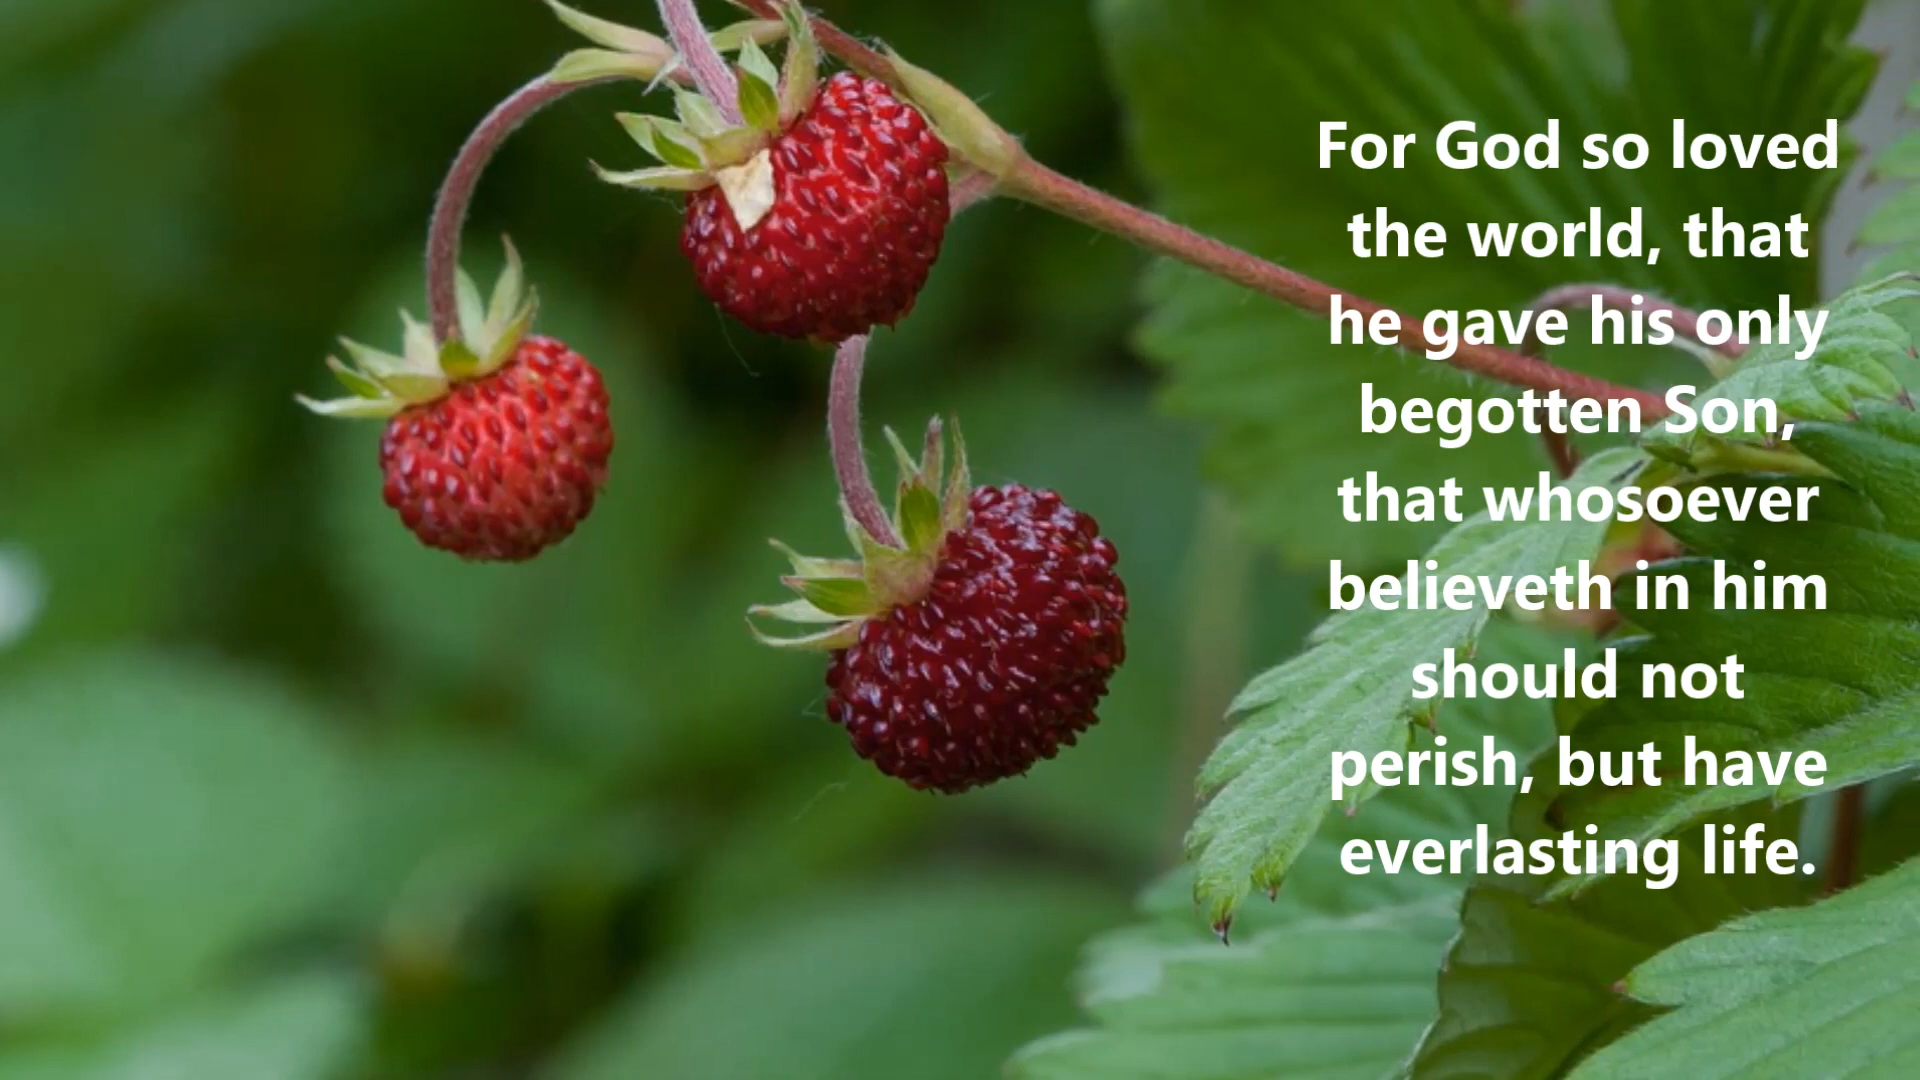 For God so loved
the world, that
he gave his only
begotten Son,
that whosoever
believeth in him
should not
perish, but have
everlasting life.